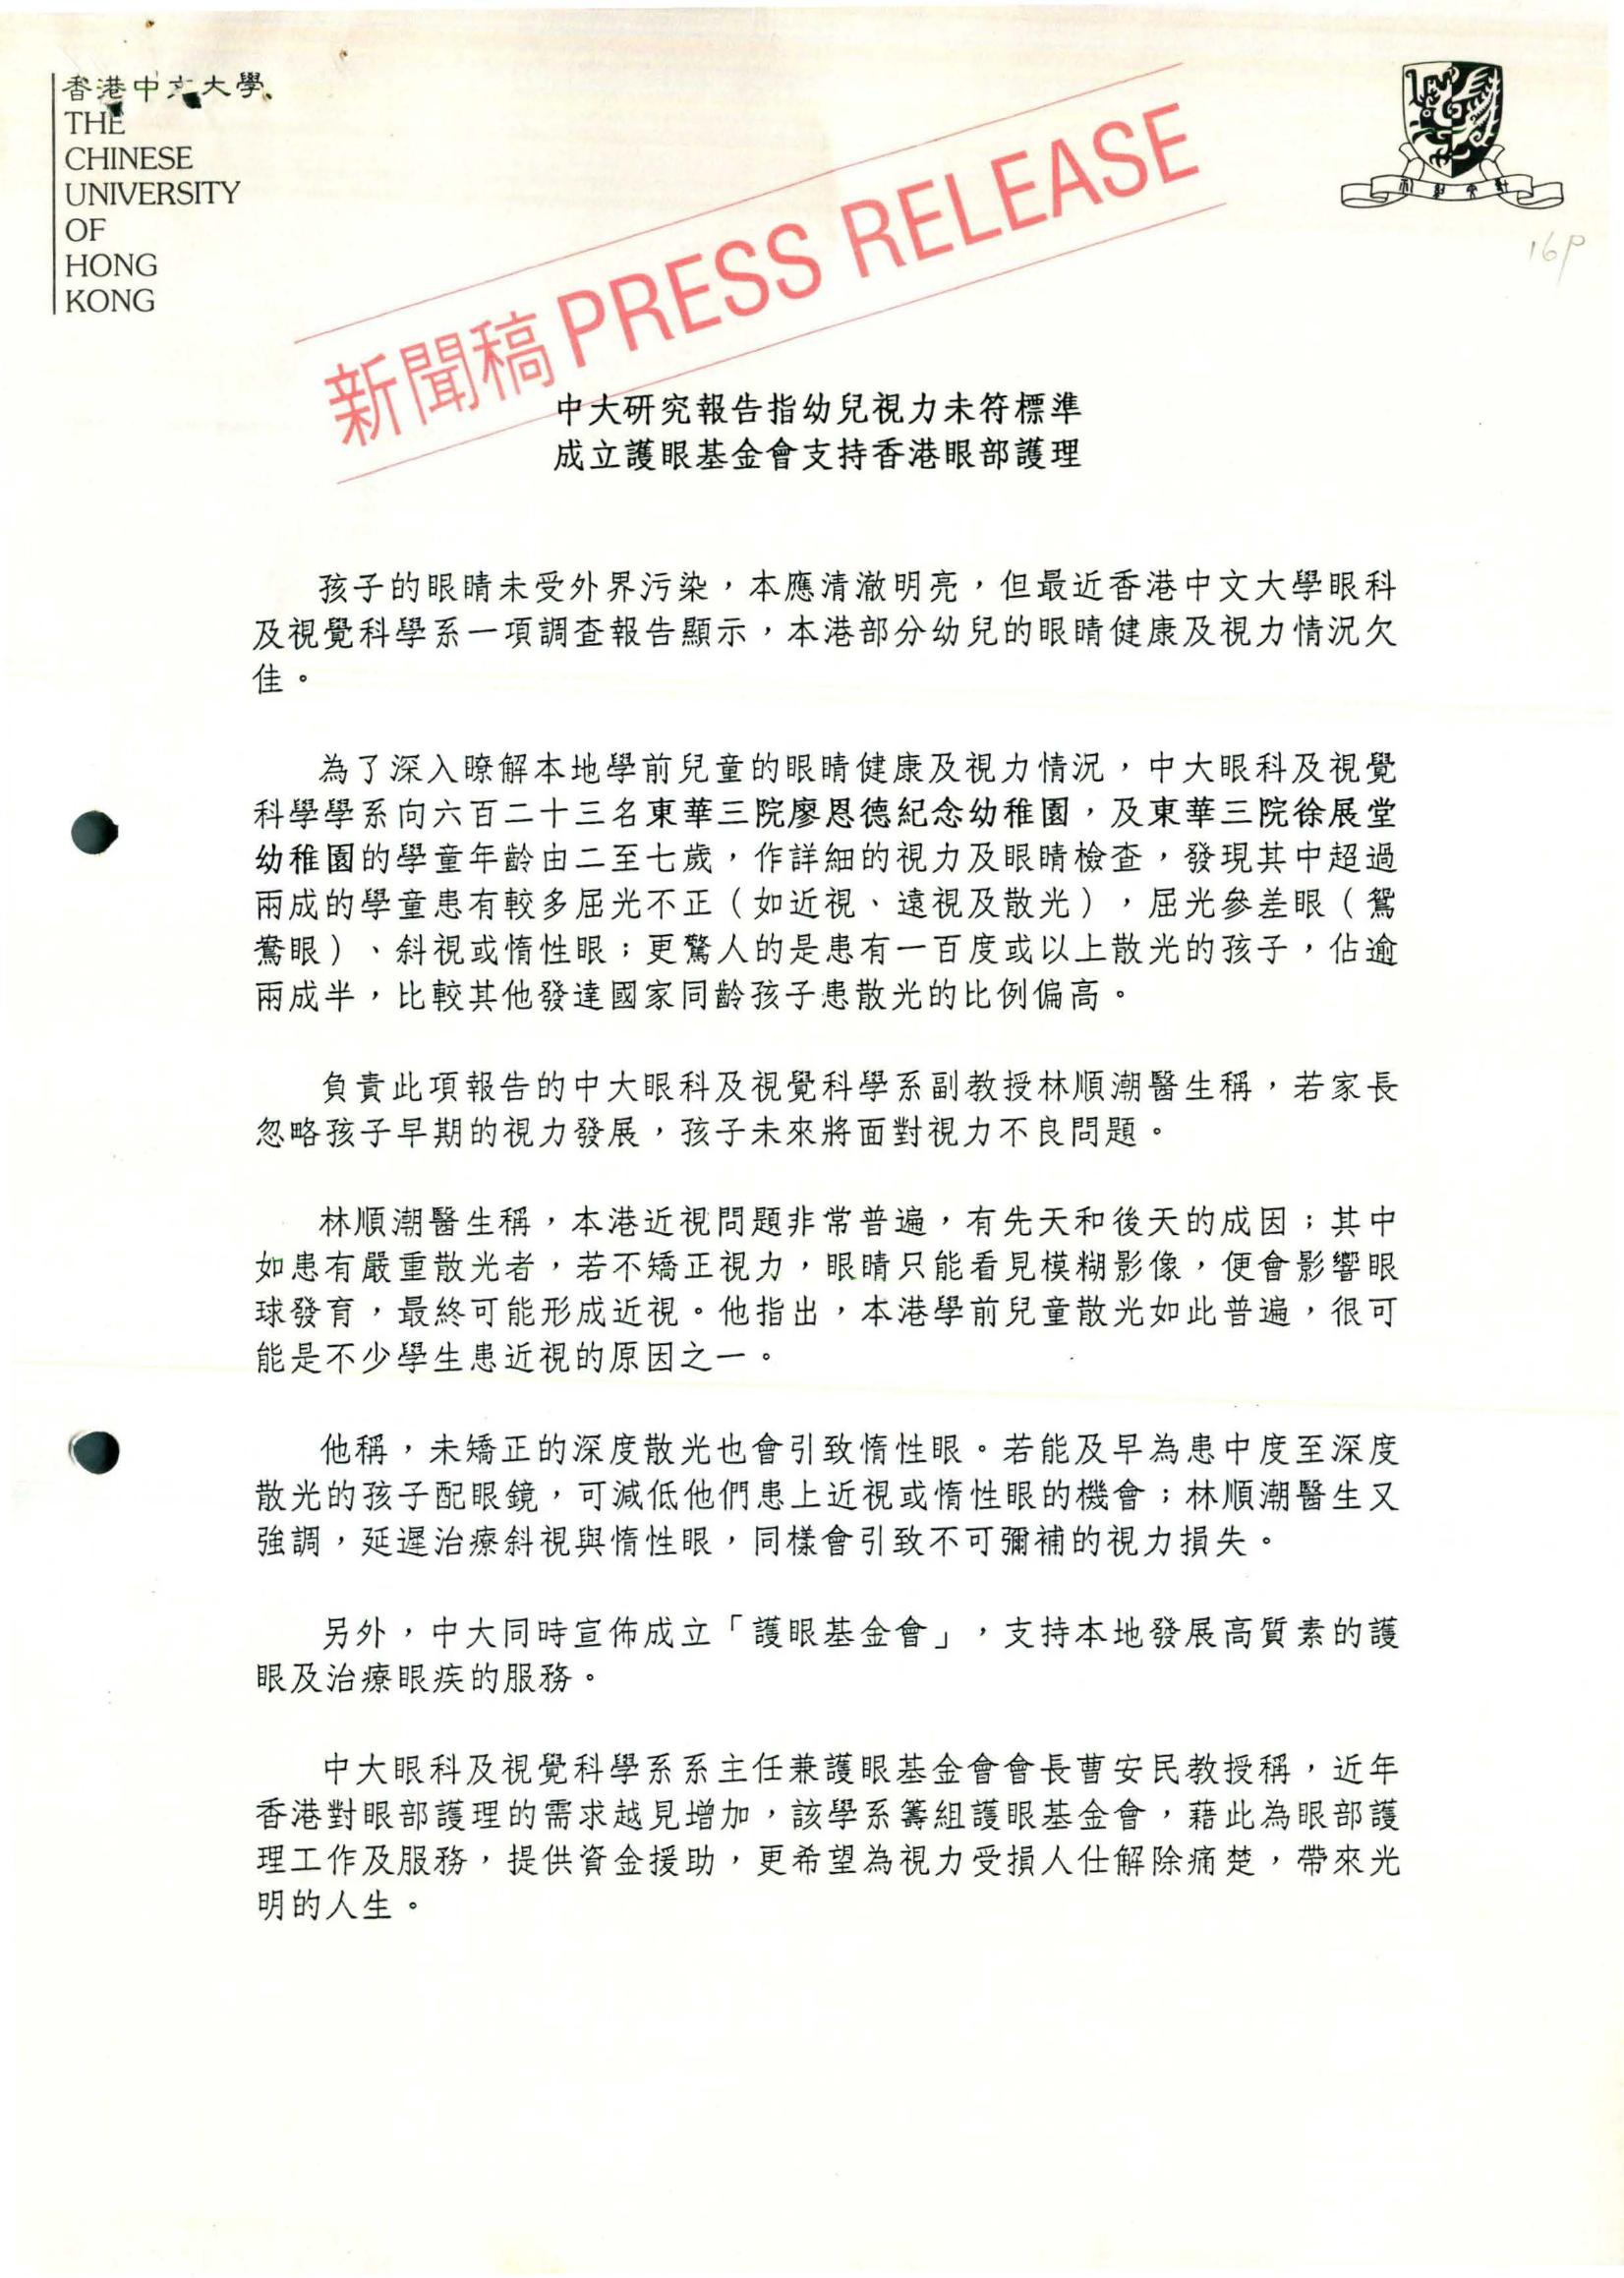 香港中文大學
THE
CHINESE
UNIVERSITY
OF
HONG
KONG
新聞稿 PRESS RELEASE
16p
中大研究報告指幼兒視力未符標準
成立護眼基金會支持香港眼部護理
孩子的眼睛未受外界污染，本應清澈明亮，但最近香港中文大學眼科
及視覺科學系一項調查報告顯示，本港部分幼兒的眼睛健康及視力情況欠
佳。
為了深入瞭解本地學前兒童的眼睛健康及視力情況，中大眼科及視覺
科學學系向六百二十三名東華三院廖恩德紀念幼稚園，及東華三院徐展堂
幼稚園的學童年齡由二至七歲，作詳細的視力及眼睛檢查，發現其中超過
兩成的學童患有較多屈光不正（如近視、遠視及散光），屈光參差眼（鴛
鴦眼）、斜視或惰性眼；更驚人的是患有一百度或以上散光的孩子，佔逾
兩成半，比較其他發達國家同齡孩子患散光的比例偏高。
負責此項報告的中大眼科及視覺科學系副教授林順潮醫生稱，若家長
忽略孩子早期的視力發展，孩子未來將面對視力不良問題。
林順潮醫生稱，本港近視問題非常普遍，有先天和後天的成因；其中
如患有嚴重散光者，若不矯正視力，眼睛只能看見模糊影像，便會影響眼
球發育，最終可能形成近視。他指出，本港學前兒童散光如此普遍，很可
能是不少學生患近視的原因之一。
他稱，未矯正的深度散光也會引致惰性眼。若能及早為患中度至深度
散光的孩子配眼鏡，可減低他們患上近視或惰性眼的機會；林順潮醫生又
強調，延遲治療斜視與惰性眼，同樣會引致不可彌補的視力損失。
另外，中大同時宣佈成立「護眼基金會」，支持本地發展高質素的護
眼及治療眼疾的服務。
中大眼科及視覺科學系系主任兼護眼基金會會長曹安民教授稱，近年
香港對眼部護理的需求越見增加，該學系籌組護眼基金會，藉此為眼部護
理工作及服務，提供資金援助，更希望為視力受損人仕解除痛楚，帶來光
明的人生。